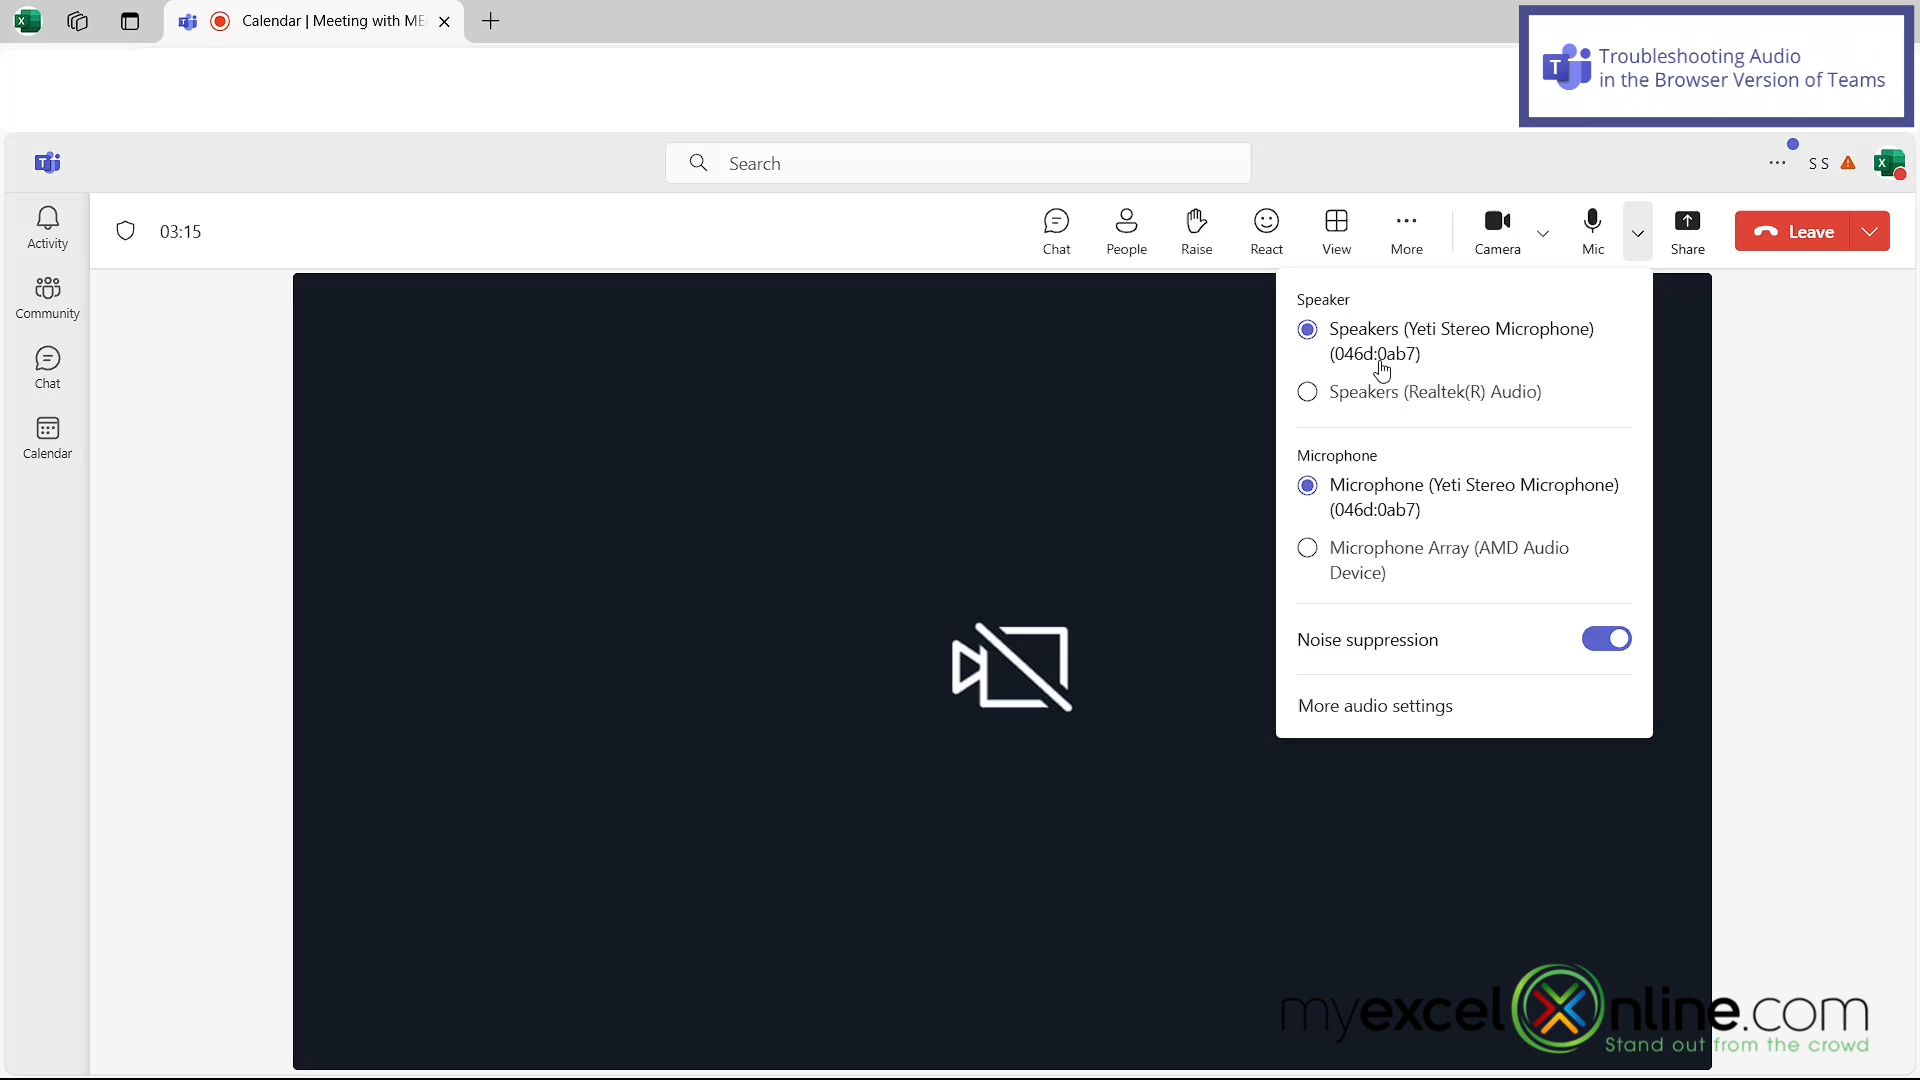 Calendar | Meeting with ME
Troubleshooting Audio
in the Browser Version of Teams
Search
S S
Activity
Community
Chat
Calendar
03:15
Chat
People
Raise
React
View
More
Camera
Mic
Share
Leave
Speaker
Speakers (Yeti Stereo Microphone)
(046d:0ab7)
Speakers (Realtek(R) Audio)
Microphone
Microphone (Yeti Stereo Microphone)
(046d:0ab7)
Microphone Array (AMD Audio
Device)
Noise suppression
More audio settings
myexcelOnline.com
Stand out from the crowd